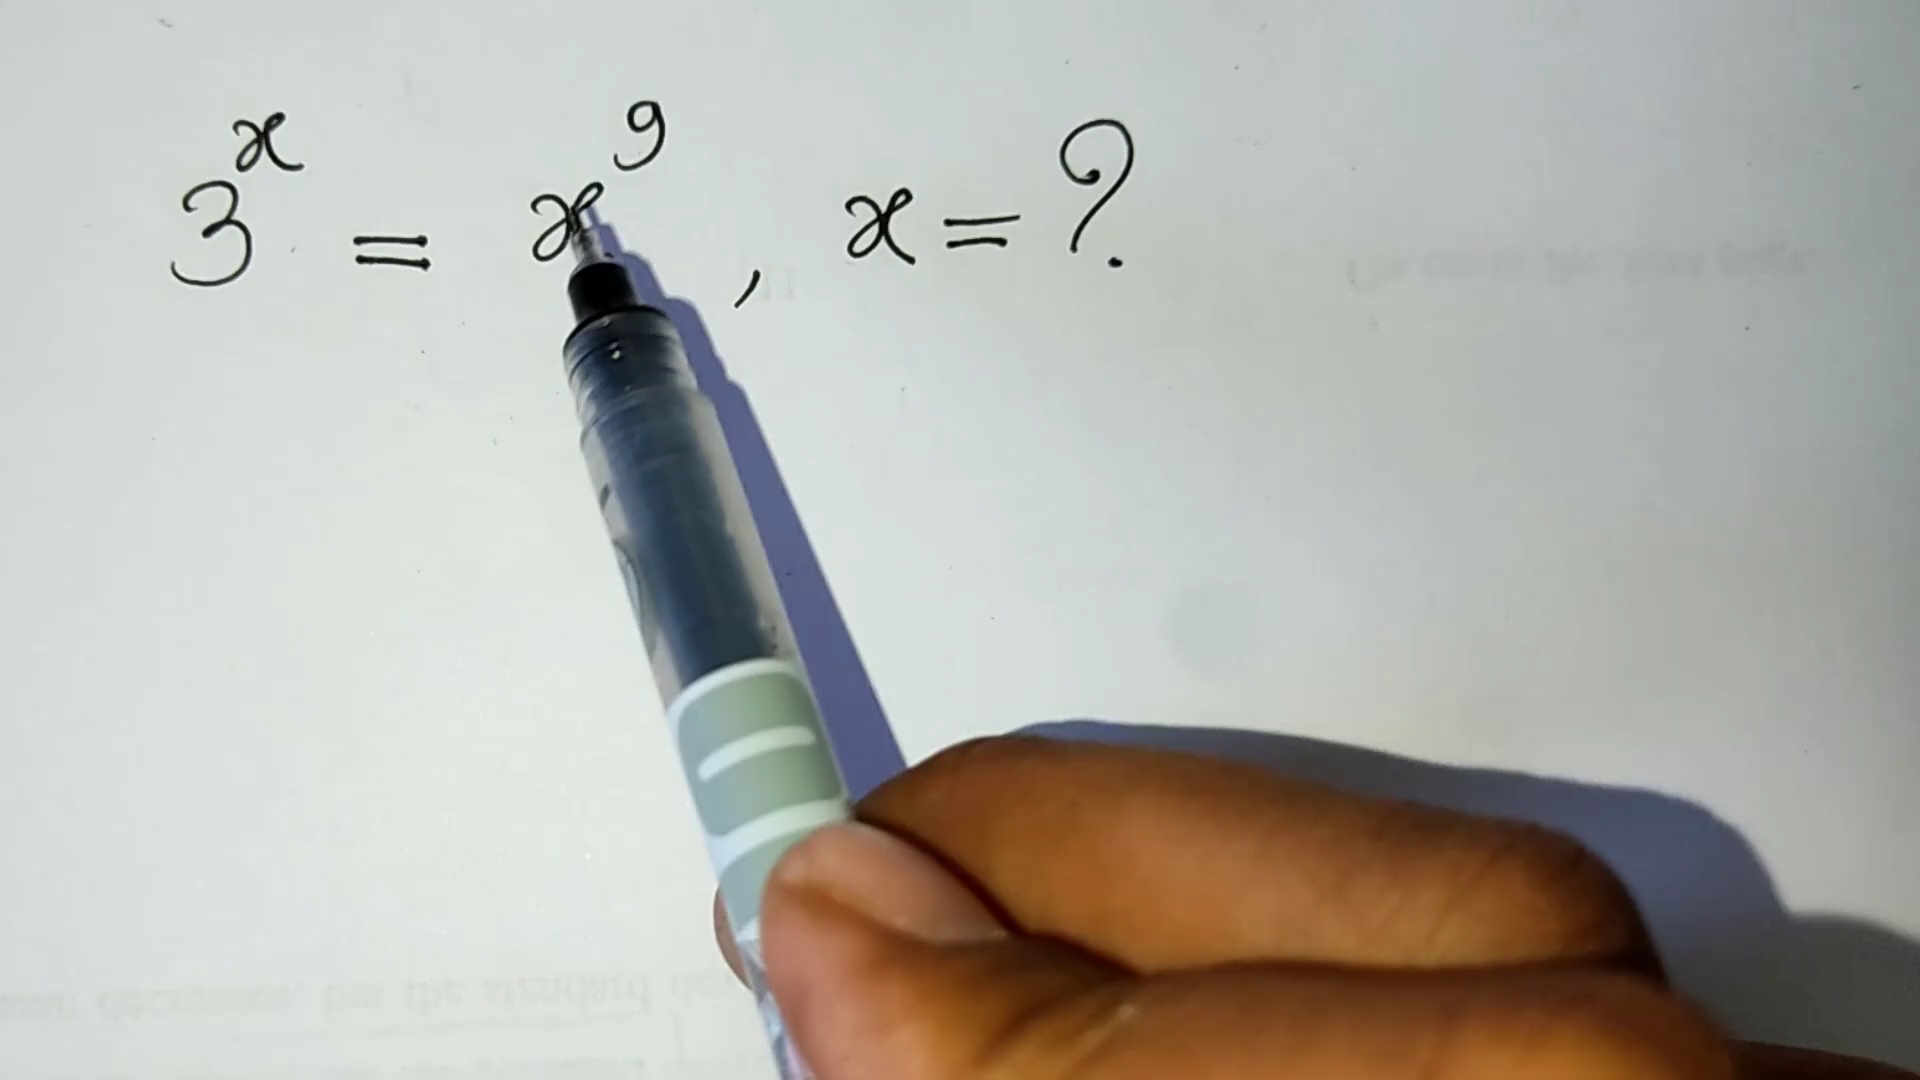 3^x = x^9 , x = ?